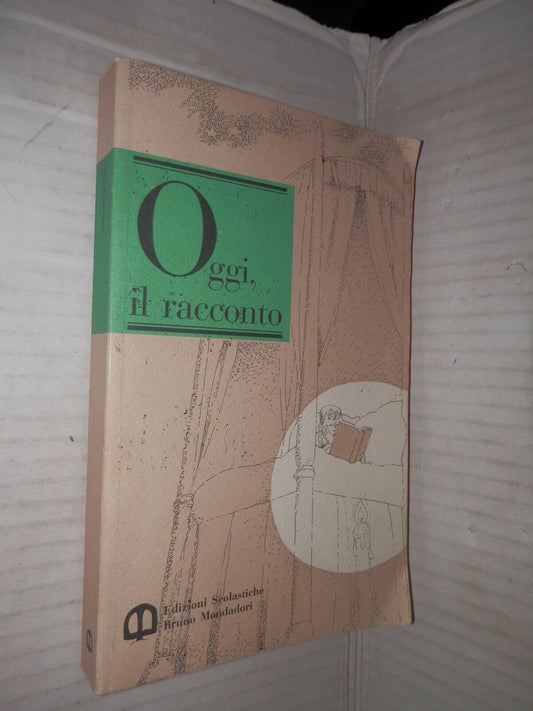 Oggi,
il racconto
Edizioni Scolastiche
Bruno Mondadori